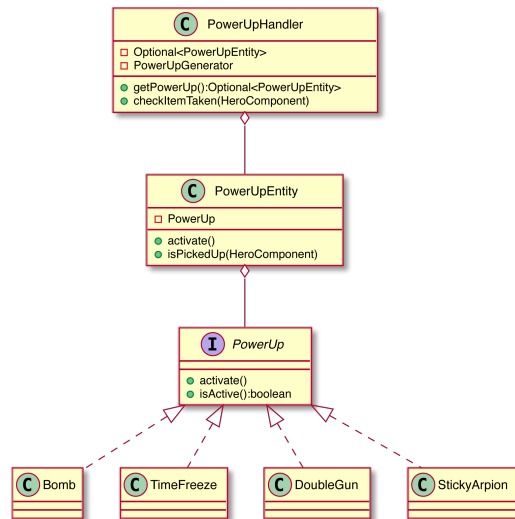 C PowerUpHandler
Optional<PowerUpEntity>
PowerUpGenerator
getPowerUp():Optional<PowerUpEntity>
checkItemTaken(HeroComponent)
C PowerUpEntity
PowerUp
activate()
isPickedUp(HeroComponent)
I PowerUp
activate()
isActive():boolean
C Bomb C TimeFreeze C DoubleGun C StickyArpion